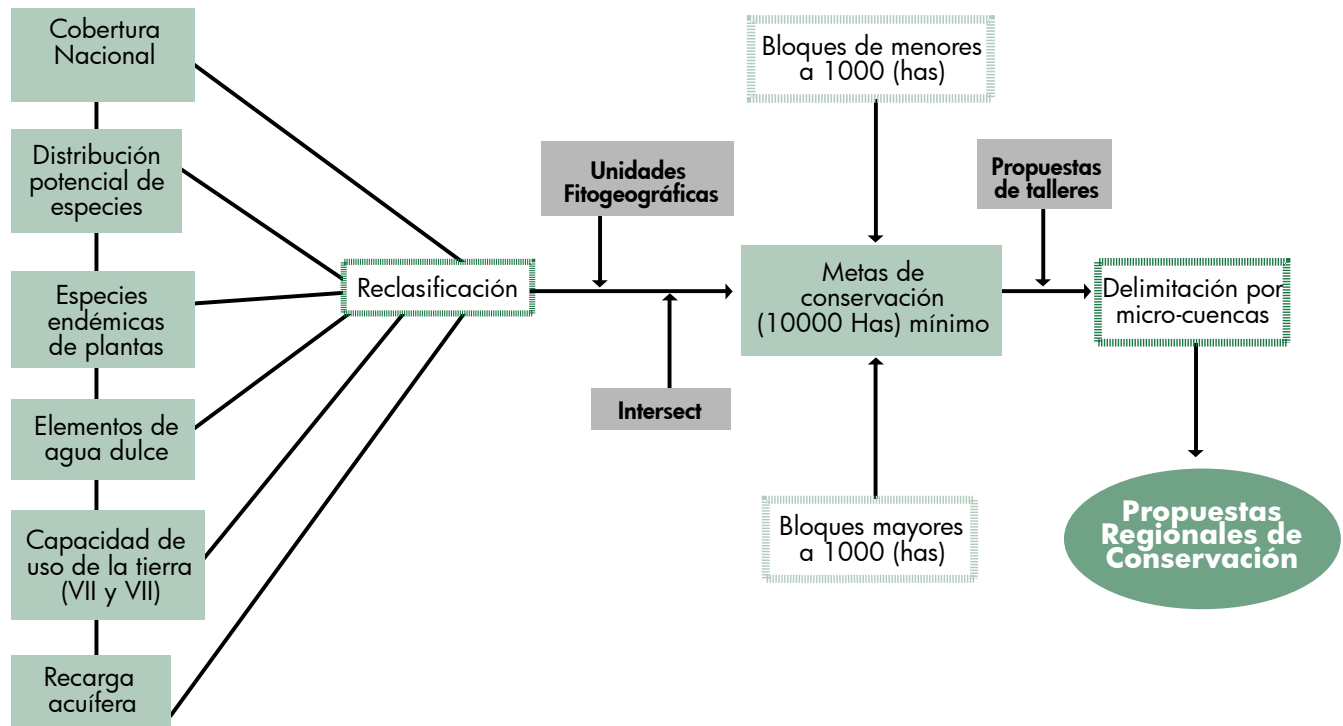 Cobertura
Nacional
Distribución
potencial de
especies
Especies
endémicas
de plantas
Elementos de
agua dulce
Capacidad de
uso de la tierra
(VII y VII)
Recarga
acuífera
Reclasificación
Unidades
Fitogeográficas
Intersect
Bloques de menores
a 1000 (has)
Metas de
conservación
(10000 Has) mínimo
Bloques mayores
a 1000 (has)
Propuestas
de talleres
Delimitación por
micro-cuencas
Propuestas
Regionales de
Conservación